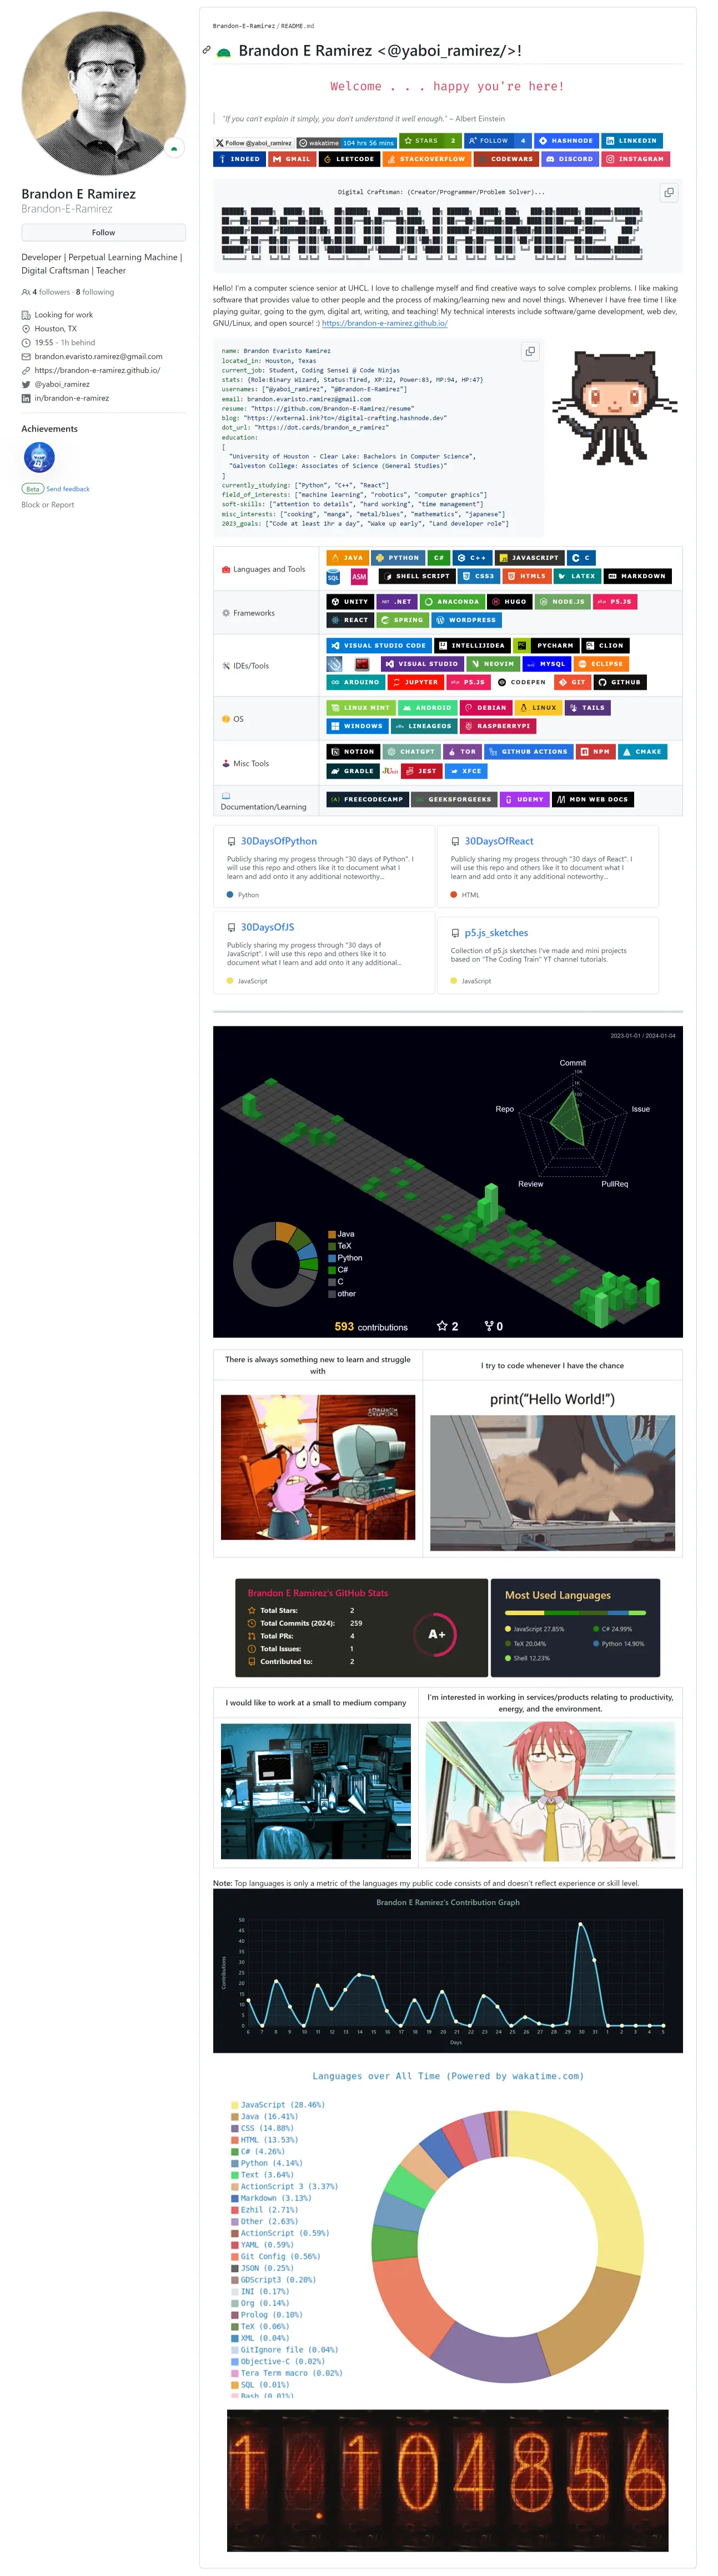 Brandon E Ramirez
Brandon-E-Ramirez
Follow
Developer | Perpetual Learning Machine |
Digital Craftsman | Teacher
4 followers · 8 following
Looking for work
Houston, TX
19:55 - 1h behind
brandon.evaristo.ramirez@gmail.com
https://brandon-e-ramirez.github.io/
@yaboi_ramirez
in/brandon-e-ramirez
Achievements
Beta Send feedback
Block or Report
Brandon-E-Ramirez / README.md
Brandon E Ramirez <@yaboi_ramirez/>!
Welcome . . . happy you're here!
"If you can't explain it simply, you don't understand it well enough." – Albert Einstein
Follow @yaboi_ramirez wakatime 104 hrs 56 mins STARS 2 FOLLOW 4 HASHNODE LINKEDIN
INDEED GMAIL LEETCODE STACKOVERFLOW CODEWARS DISCORD INSTAGRAM
Digital Craftsman: (Creator/Programmer/Problem Solver)...
Hello! I'm a computer science senior at UHCL. I love to challenge myself and find creative ways to solve complex problems. I like making
software that provides value to other people and the process of making/learning new and novel things. Whenever I have free time I like
playing guitar, going to the gym, digital art, writing, and teaching! My technical interests include software/game development, web dev,
GNU/Linux, and open source! :) https://brandon-e-ramirez.github.io/
name: Brandon Evaristo Ramirez
located_in: Houston, Texas
current_job: Student, Coding Sensei @ Code Ninjas
stats: {Role:Binary Wizard, Status:Tired, XP:22, Power:83, MP:94, HP:47}
usernames: ["@yaboi_ramirez", "@Brandon-E-Ramirez"]
email: brandon.evaristo.ramirez@gmail.com
resume: "https://github.com/Brandon-E-Ramirez/resume"
blog: "https://external.ink?to=/digital-crafting.hashnode.dev"
dot_url: "https://dot.cards/brandon_e_ramirez"
education:
[
"University of Houston - Clear Lake: Bachelors in Computer Science",
"Galveston College: Associates of Science (General Studies)"
]
currently_studying: ["Python", "C++", "React"]
field_of_interests: ["machine learning", "robotics", "computer graphics"]
soft-skills: ["attention to details", "hard working", "time management"]
misc_interests: ["cooking", "manga", "metal/blues", "mathematics", "japanese"]
2023_goals: ["Code at least 1hr a day", "Wake up early", "Land developer role"]
Languages and Tools
JAVA PYTHON C# C++ JAVASCRIPT C
SQL ASM SHELL SCRIPT CSS3 HTML5 LATEX MARKDOWN
Frameworks
UNITY .NET ANACONDA HUGO NODE.JS P5.JS
REACT SPRING WORDPRESS
IDEs/Tools
VISUAL STUDIO CODE INTELLIJIDEA PYCHARM CLION
VISUAL STUDIO NEOVIM MYSQL ECLIPSE
ARDUINO JUPYTER P5.JS CODEPEN GIT GITHUB
OS
LINUX MINT ANDROID DEBIAN LINUX TAILS
WINDOWS LINEAGEOS RASPBERRYPI
Misc Tools
NOTION CHATGPT TOR GITHUB ACTIONS NPM CMAKE
GRADLE JUnit JEST XFCE
Documentation/Learning
FREECODECAMP GEEKSFORGEEKS UDEMY MDN WEB DOCS
30DaysOfPython
Publicly sharing my progess through "30 days of Python". I
will use this repo and others like it to document what I
learn and add onto it any additional noteworthy...
Python
30DaysOfReact
Publicly sharing my progess through "30 days of React". I
will use this repo and others like it to document what I
learn and add onto it any additional noteworthy...
HTML
30DaysOfJS
Publicly sharing my progess through "30 days of
JavaScript". I will use this repo and others like it to
document what I learn and add onto it any additional...
JavaScript
p5.js_sketches
Collection of p5.js sketches I've made and mini projects
based on "The Coding Train" YT channel tutorials.
JavaScript
2023-01-01 / 2024-01-04
Commit
10K
1K
100
Repo
Issue
Review
PullReq
Java
TeX
Python
C#
C
other
593 contributions 2 0
There is always something new to learn and struggle
with
I try to code whenever I have the chance
print("Hello World!")
Brandon E Ramirez's GitHub Stats
Total Stars: 2
Total Commits (2024): 259
Total PRs: 4
Total Issues: 1
Contributed to: 2
A+
Most Used Languages
JavaScript 27.85% C# 24.99%
TeX 20.04% Python 14.90%
Shell 12.23%
I would like to work at a small to medium company
I'm interested in working in services/products relating to productivity,
energy, and the environment.
Note: Top languages is only a metric of the languages my public code consists of and doesn't reflect experience or skill level.
Brandon E Ramirez's Contribution Graph
50
45
40
35
30
25
20
15
10
5
0
Contributions
6 7 8 9 10 11 12 13 14 15 16 17 18 19 20 21 22 23 24 25 26 27 28 29 30 31 1 2 3 4 5
Days
Languages over All Time (Powered by wakatime.com)
JavaScript (28.46%)
Java (16.41%)
CSS (14.88%)
HTML (13.53%)
C# (4.26%)
Python (4.14%)
Text (3.64%)
ActionScript 3 (3.37%)
Markdown (3.13%)
Ezhil (2.71%)
Other (2.63%)
ActionScript (0.59%)
YAML (0.59%)
Git Config (0.56%)
JSON (0.25%)
GDScript3 (0.20%)
INI (0.17%)
Org (0.14%)
Prolog (0.10%)
TeX (0.06%)
XML (0.04%)
GitIgnore file (0.04%)
Objective-C (0.02%)
Tera Term macro (0.02%)
SQL (0.01%)
Bash (0.01%)
1.104856